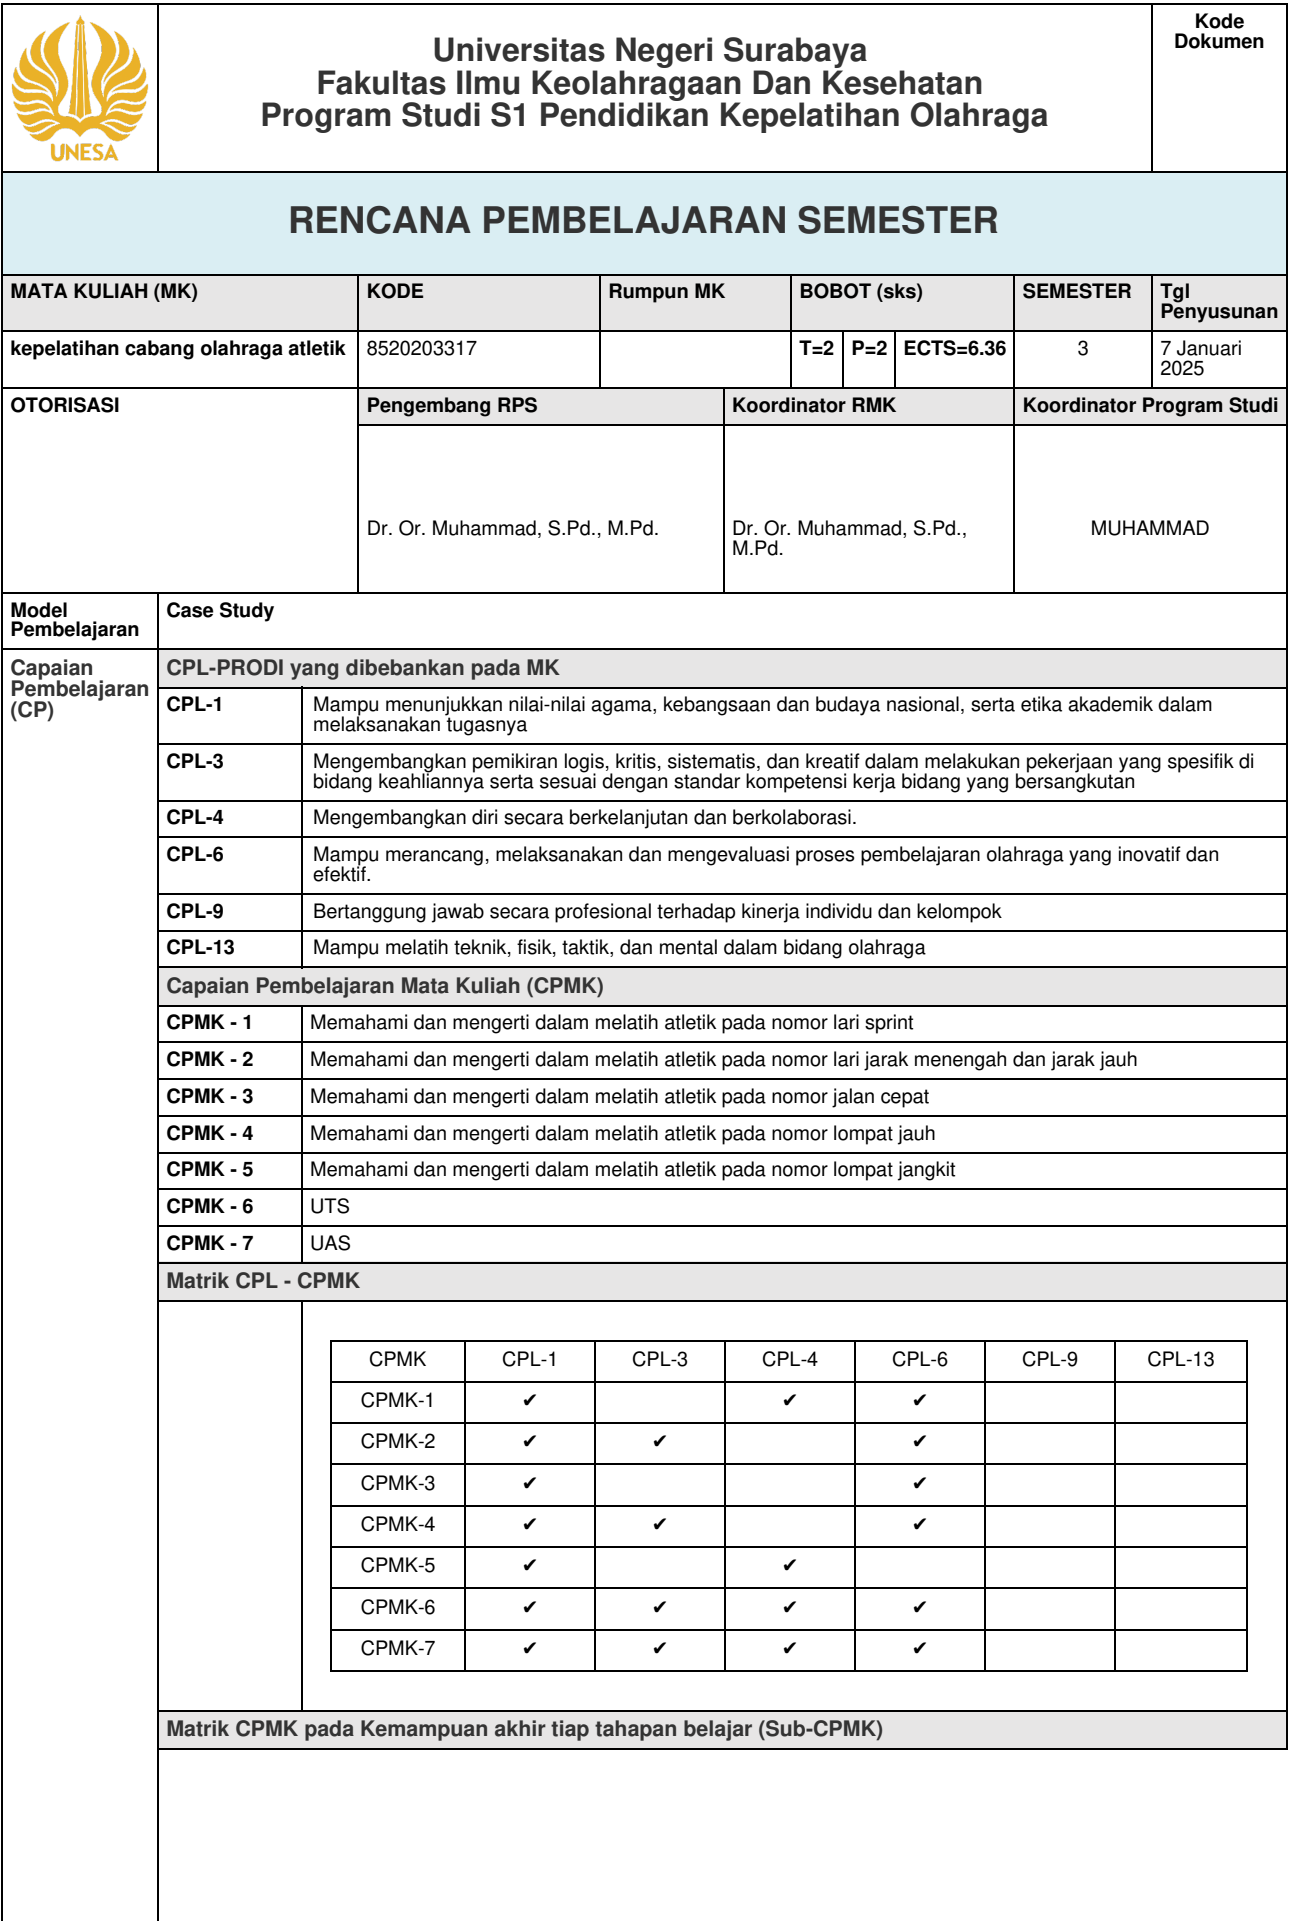 UNESA
Universitas Negeri Surabaya
Fakultas Ilmu Keolahragaan Dan Kesehatan
Program Studi S1 Pendidikan Kepelatihan Olahraga
Kode
Dokumen
RENCANA PEMBELAJARAN SEMESTER
MATA KULIAH (MK) KODE Rumpun MK BOBOT (sks) SEMESTER Tgl
Penyusunan
kepelatihan cabang olahraga atletik 8520203317 T=2 P=2 ECTS=6.36 3 7 Januari
2025
OTORISASI Pengembang RPS Koordinator RMK Koordinator Program Studi
Dr. Or. Muhammad, S.Pd., M.Pd. Dr. Or. Muhammad, S.Pd.,
M.Pd. MUHAMMAD
Model
Pembelajaran
Case Study
Capaian
Pembelajaran
(CP)
CPL-PRODI yang dibebankan pada MK
CPL-1 Mampu menunjukkan nilai-nilai agama, kebangsaan dan budaya nasional, serta etika akademik dalam
melaksanakan tugasnya
CPL-3 Mengembangkan pemikiran logis, kritis, sistematis, dan kreatif dalam melakukan pekerjaan yang spesifik di
bidang keahliannya serta sesuai dengan standar kompetensi kerja bidang yang bersangkutan
CPL-4 Mengembangkan diri secara berkelanjutan dan berkolaborasi.
CPL-6 Mampu merancang, melaksanakan dan mengevaluasi proses pembelajaran olahraga yang inovatif dan
efektif.
CPL-9 Bertanggung jawab secara profesional terhadap kinerja individu dan kelompok
CPL-13 Mampu melatih teknik, fisik, taktik, dan mental dalam bidang olahraga
Capaian Pembelajaran Mata Kuliah (CPMK)
CPMK - 1 Memahami dan mengerti dalam melatih atletik pada nomor lari sprint
CPMK - 2 Memahami dan mengerti dalam melatih atletik pada nomor lari jarak menengah dan jarak jauh
CPMK - 3 Memahami dan mengerti dalam melatih atletik pada nomor jalan cepat
CPMK - 4 Memahami dan mengerti dalam melatih atletik pada nomor lompat jauh
CPMK - 5 Memahami dan mengerti dalam melatih atletik pada nomor lompat jangkit
CPMK - 6 UTS
CPMK - 7 UAS
Matrik CPL - CPMK
CPMK CPL-1 CPL-3 CPL-4 CPL-6 CPL-9 CPL-13
CPMK-1 ✔ ✔ ✔
CPMK-2 ✔ ✔ ✔
CPMK-3 ✔ ✔
CPMK-4 ✔ ✔ ✔
CPMK-5 ✔ ✔
CPMK-6 ✔ ✔ ✔ ✔
CPMK-7 ✔ ✔ ✔ ✔
Matrik CPMK pada Kemampuan akhir tiap tahapan belajar (Sub-CPMK)